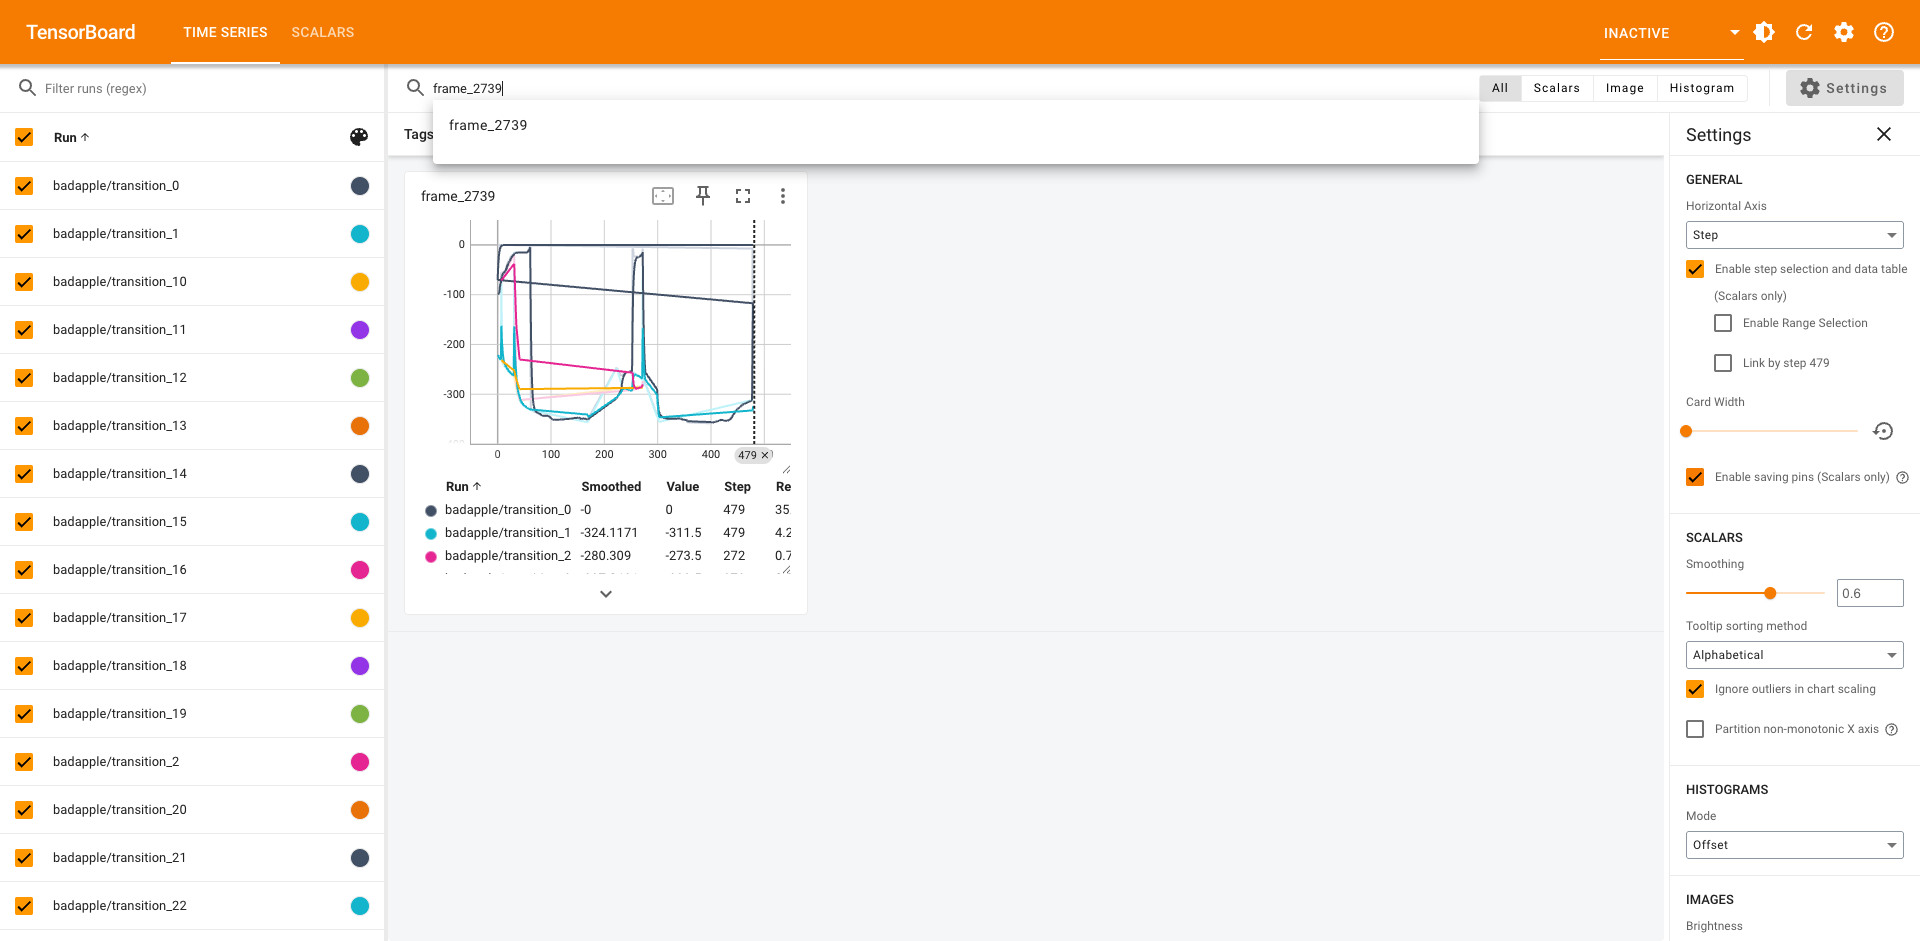 TensorBoard TIME SERIES SCALARS INACTIVE
Filter runs (regex)
Run
badapple/transition_0
badapple/transition_1
badapple/transition_10
badapple/transition_11
badapple/transition_12
badapple/transition_13
badapple/transition_14
badapple/transition_15
badapple/transition_16
badapple/transition_17
badapple/transition_18
badapple/transition_19
badapple/transition_2
badapple/transition_20
badapple/transition_21
badapple/transition_22
frame_2739
All Scalars Image Histogram Settings
frame_2739
Tags
frame_2739
0
-100
-200
-300
0 100 200 300 400 479
Run Smoothed Value Step Re
badapple/transition_0 -0 0 479 35.
badapple/transition_1 -324.1171 -311.5 479 4.2
badapple/transition_2 -280.309 -273.5 272 0.7
Settings
GENERAL
Horizontal Axis
Step
Enable step selection and data table
(Scalars only)
Enable Range Selection
Link by step 479
Card Width
Enable saving pins (Scalars only)
SCALARS
Smoothing
0.6
Tooltip sorting method
Alphabetical
Ignore outliers in chart scaling
Partition non-monotonic X axis
HISTOGRAMS
Mode
Offset
IMAGES
Brightness